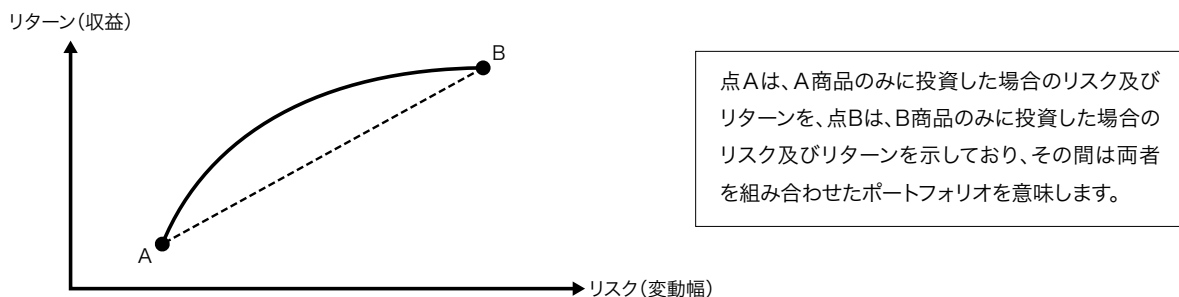 リターン（収益）
B
A
リスク（変動幅）
点Aは、A商品のみに投資した場合のリスク及び
リターンを、点Bは、B商品のみに投資した場合の
リスク及びリターンを示しており、その間は両者
を組み合わせたポートフォリオを意味します。